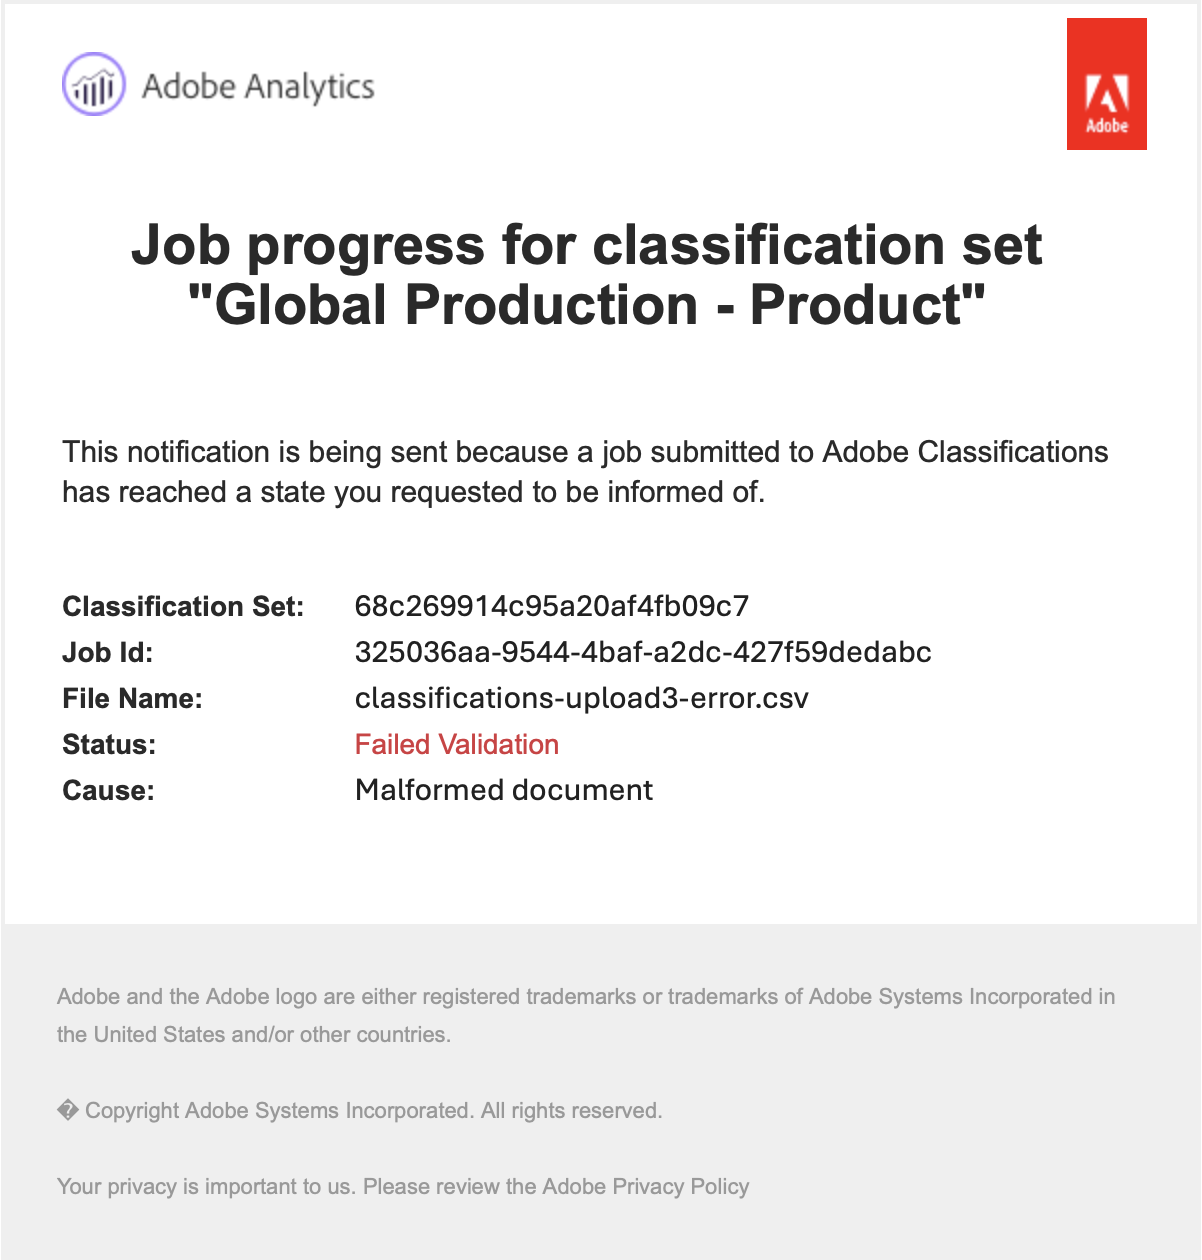 Adobe Analytics
Adobe
Job progress for classification set
"Global Production - Product"
This notification is being sent because a job submitted to Adobe Classifications
has reached a state you requested to be informed of.
Classification Set: 68c269914c95a20af4fb09c7
Job Id: 325036aa-9544-4baf-a2dc-427f59dedabc
File Name: classifications-upload3-error.csv
Status: Failed Validation
Cause: Malformed document
Adobe and the Adobe logo are either registered trademarks or trademarks of Adobe Systems Incorporated in
the United States and/or other countries.
� Copyright Adobe Systems Incorporated. All rights reserved.
Your privacy is important to us. Please review the Adobe Privacy Policy